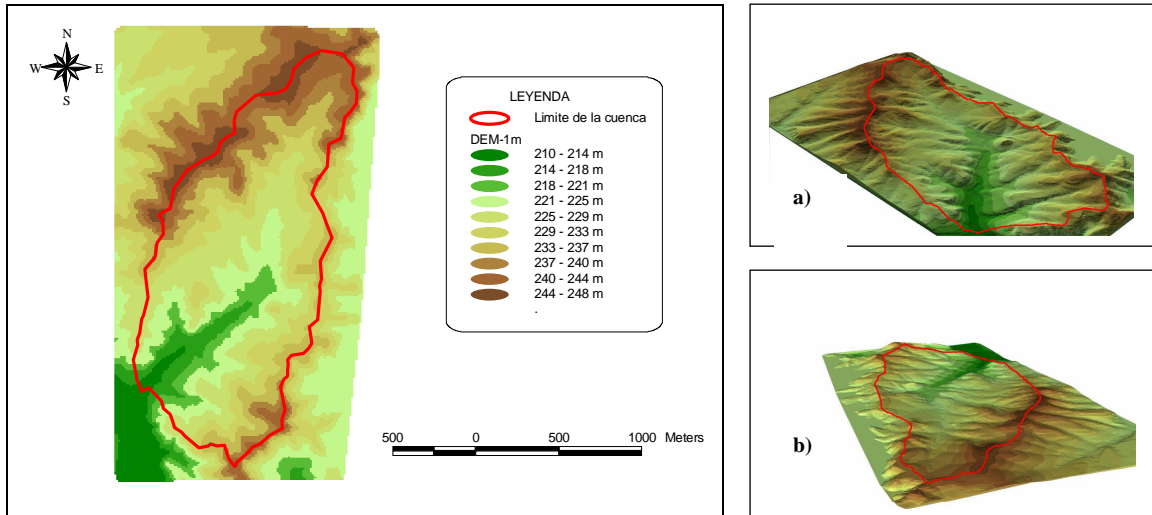 N
W E
S
LEYENDA
Limite de la cuenca
DEM-1m
210 - 214 m
214 - 218 m
218 - 221 m
221 - 225 m
225 - 229 m
229 - 233 m
233 - 237 m
237 - 240 m
240 - 244 m
244 - 248 m
.
500 0 500 1000 Meters
a)
b)